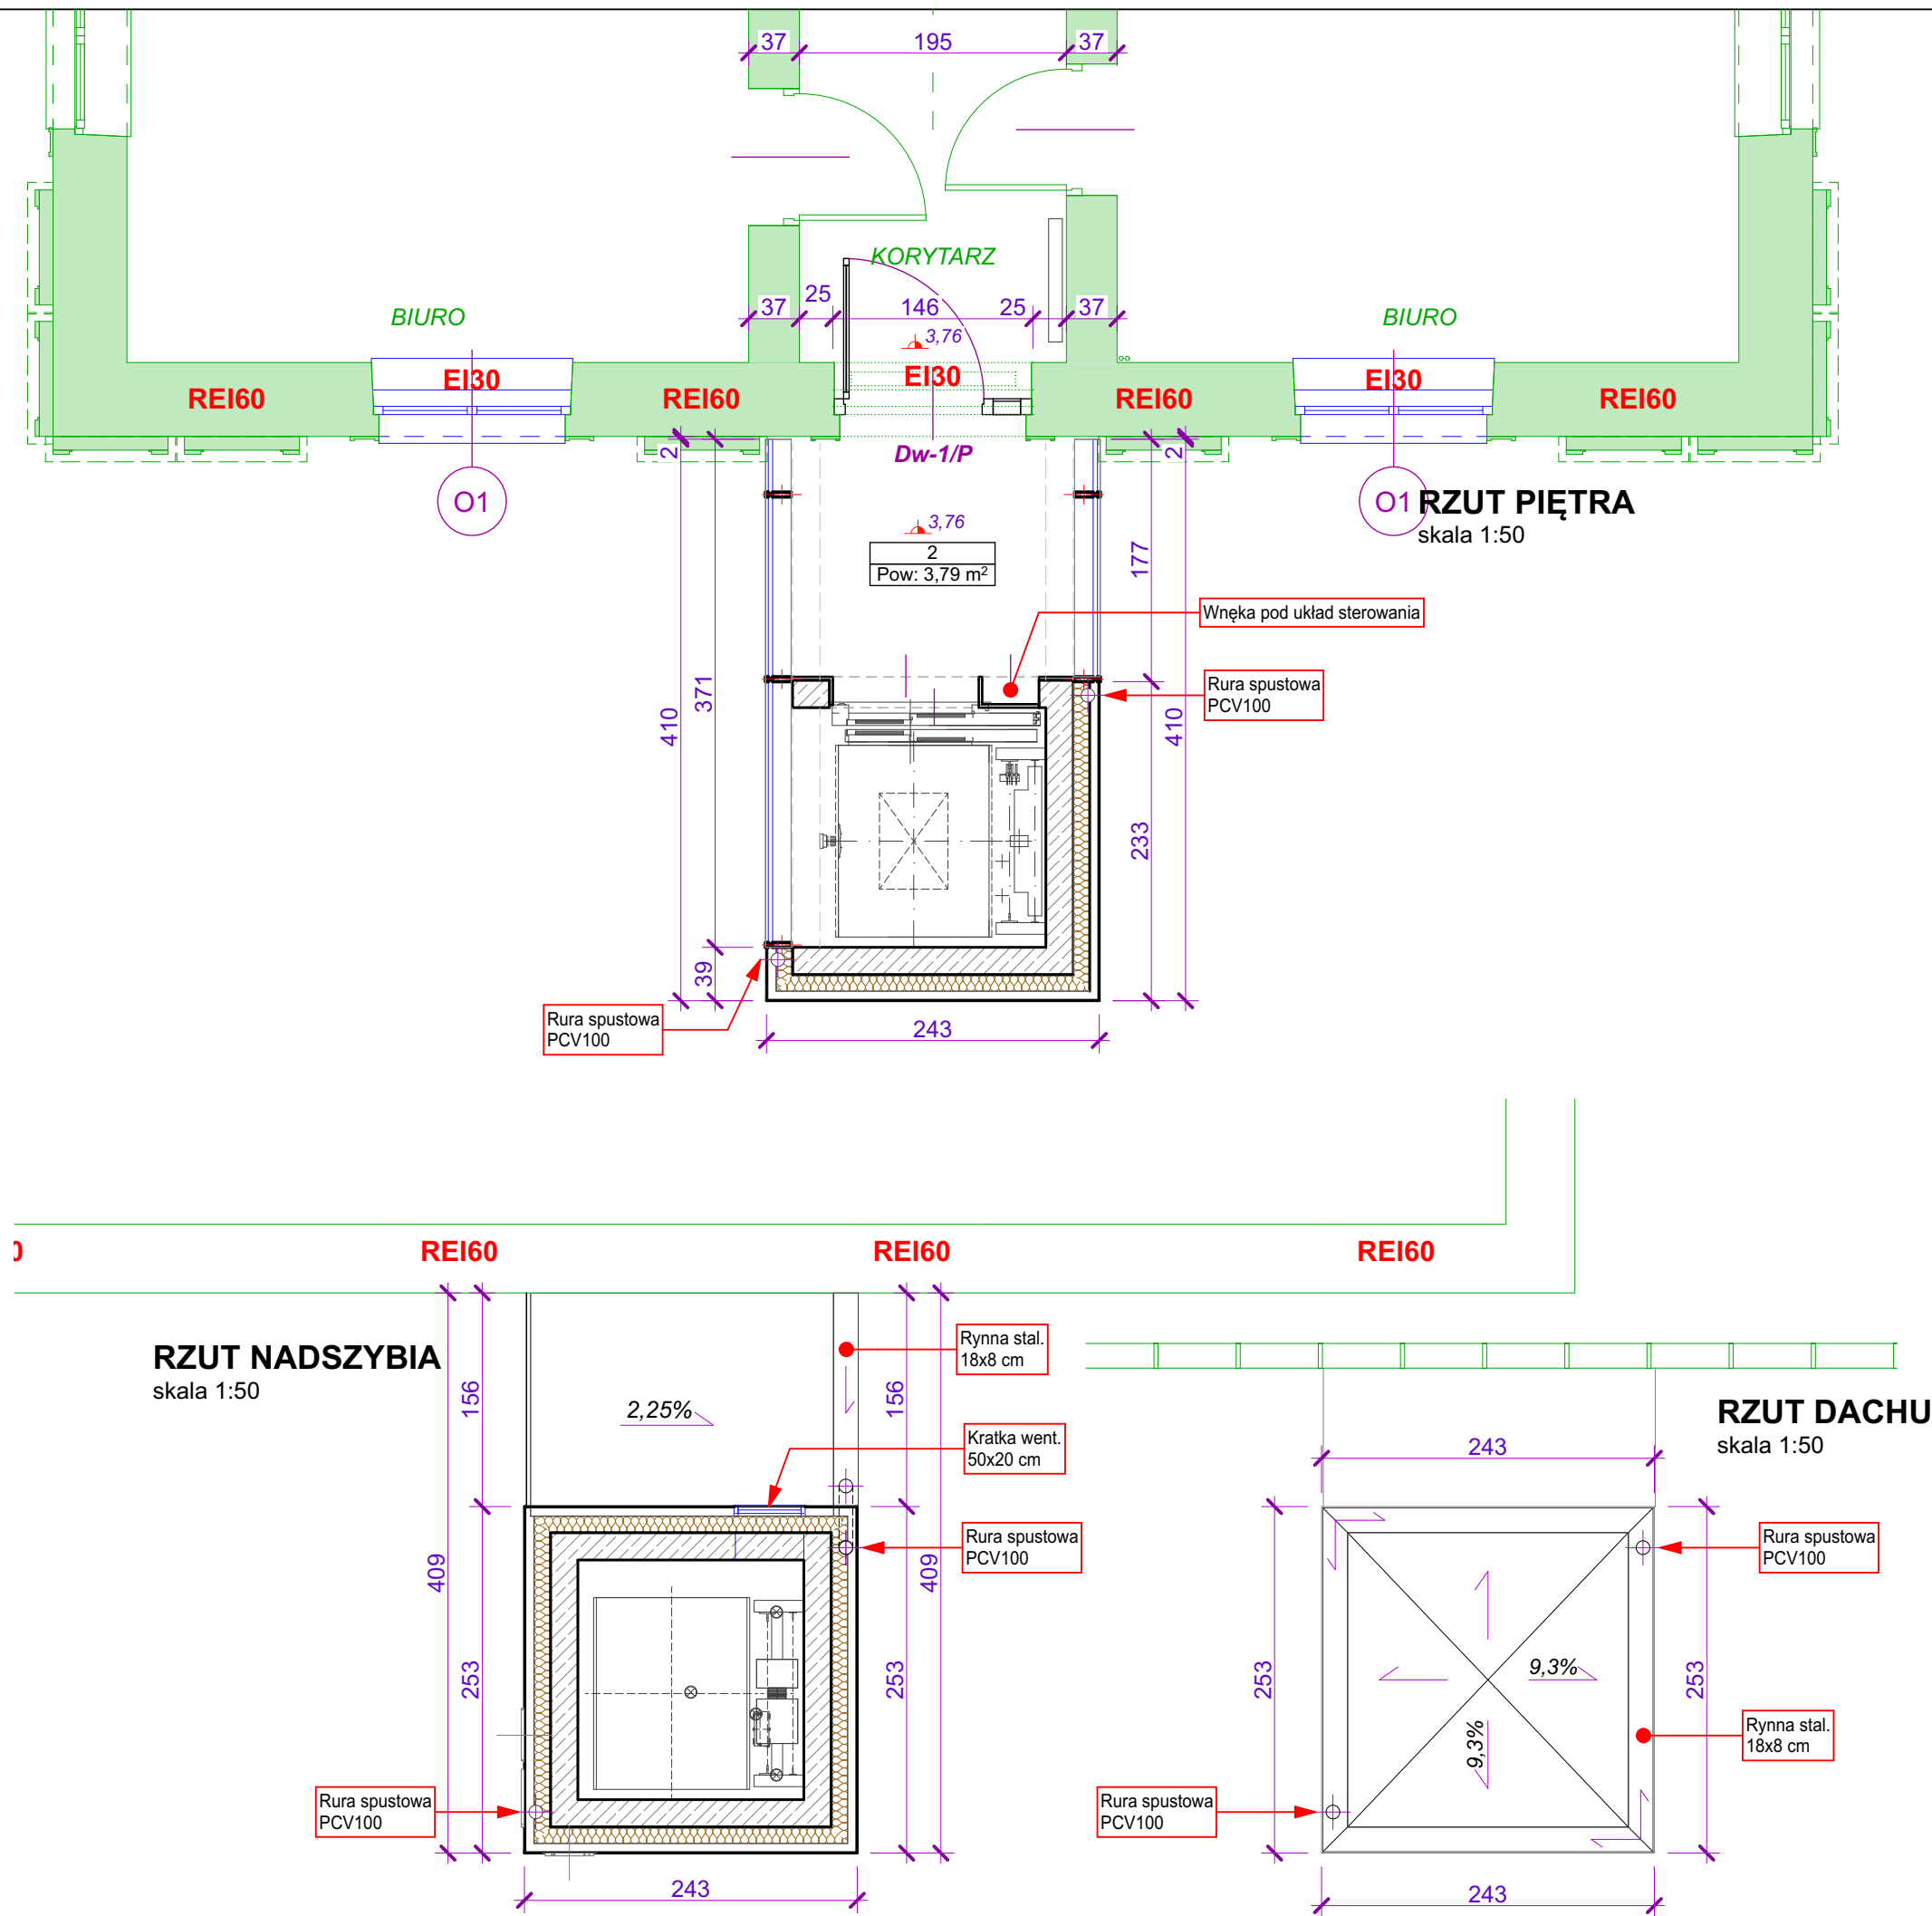 37
195
37
KORYTARZ
25
37
146
25
37
3,76
BIURO
BIURO
REI60
EI30
REI60
EI30
REI60
EI30
REI60
2
Dw-1/P
2
O1
O1
RZUT PIĘTRA
skala 1:50
3,76
2
Pow: 3,79 m²
177
Wnęka pod układ sterowania
Rura spustowa
PCV100
371
410
410
233
39
Rura spustowa
PCV100
243
0
REI60
REI60
REI60
RZUT NADSZYBIA
skala 1:50
156
156
2,25%
Rynna stal.
18x8 cm
Kratka went.
50x20 cm
Rura spustowa
PCV100
409
409
253
253
Rura spustowa
PCV100
243
RZUT DACHU
skala 1:50
243
Rura spustowa
PCV100
253
253
9,3%
9,3%
Rynna stal.
18x8 cm
Rura spustowa
PCV100
243